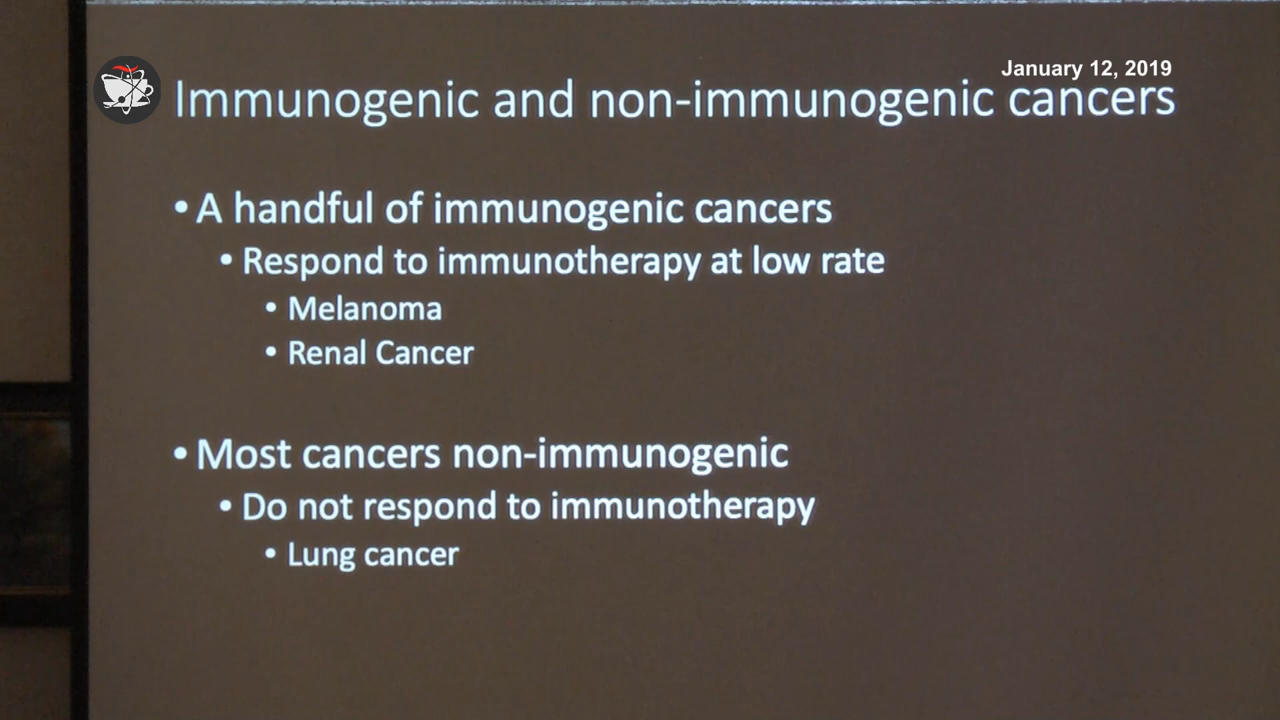 January 12, 2019
Immunogenic and non-immunogenic cancers
• A handful of immunogenic cancers
• Respond to immunotherapy at low rate
• Melanoma
• Renal Cancer
• Most cancers non-immunogenic
• Do not respond to immunotherapy
• Lung cancer